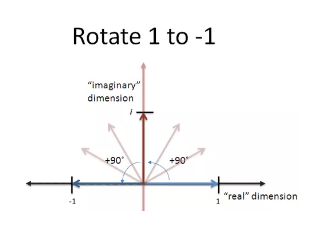 Rotate 1 to -1
“imaginary”
dimension
i
+90˚ +90˚
-1 1 “real” dimension